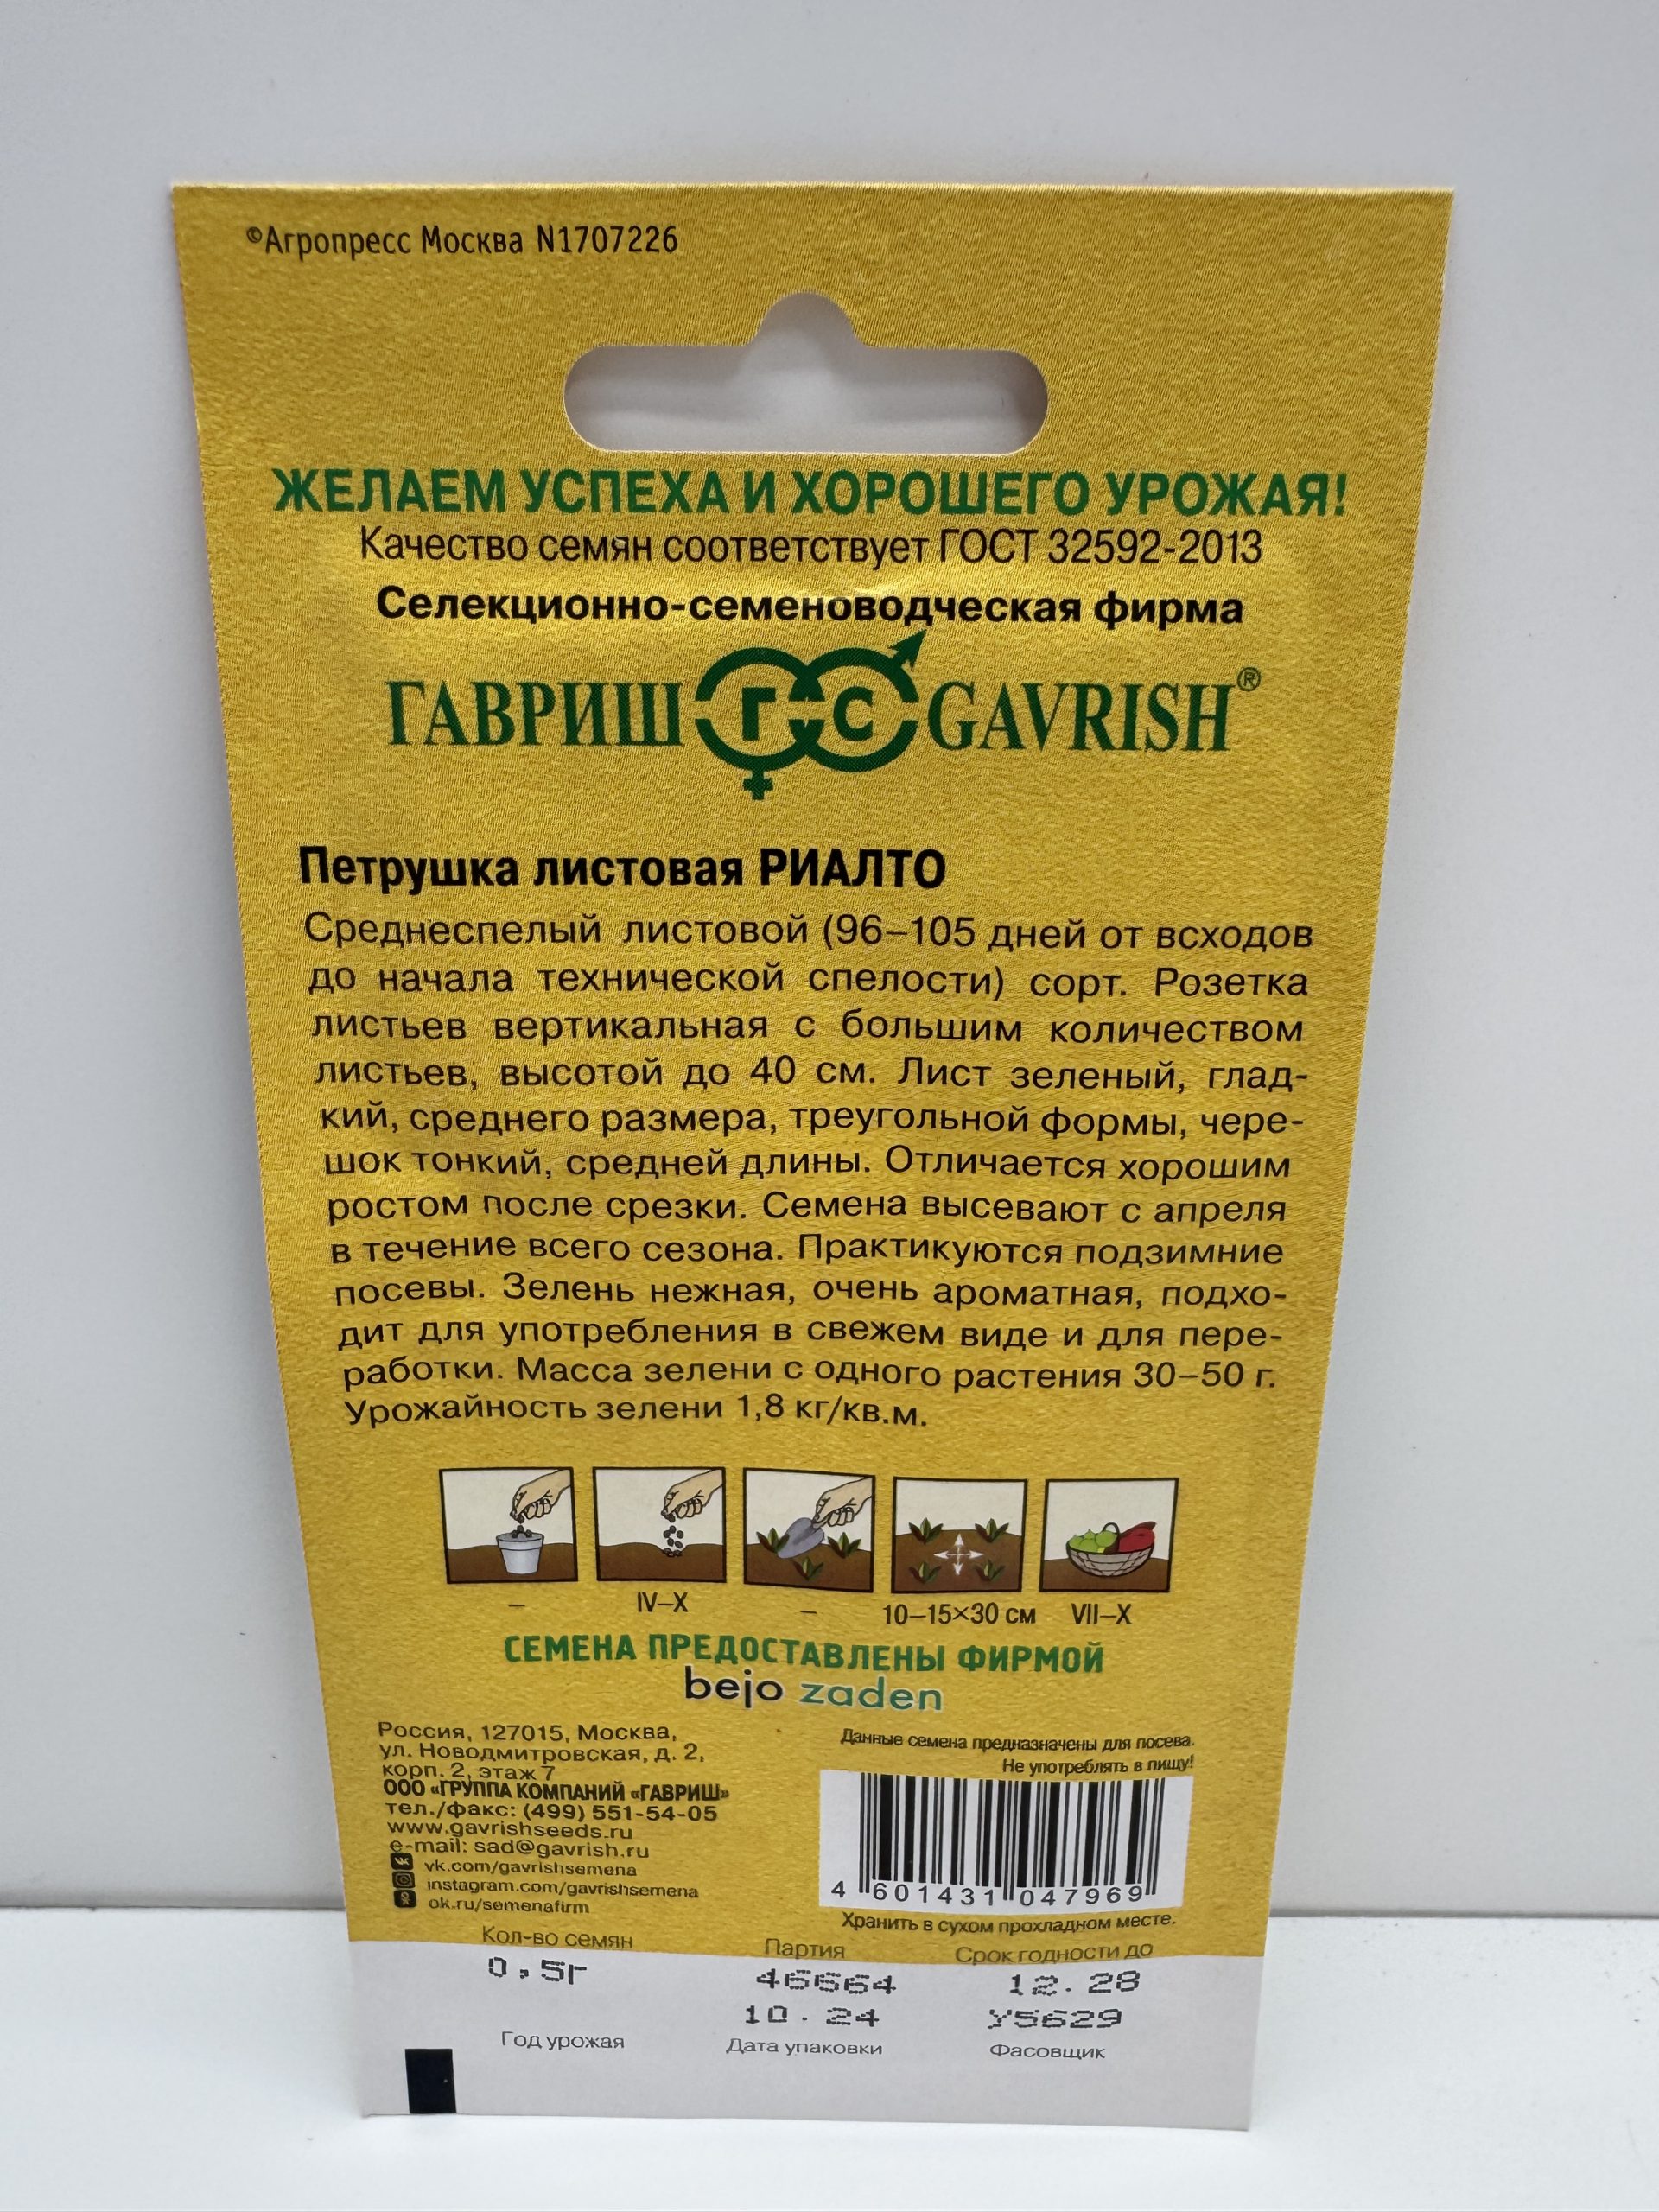 ©Агропресс Москва N1707226
ЖЕЛАЕМ УСПЕХА И ХОРОШЕГО УРОЖАЯ!
Качество семян соответствует ГОСТ 32592-2013
Селекционно-семеноводческая фирма
ГАВРИШ ГС GAVRISH®
Петрушка листовая РИАЛТО
Среднеспелый листовой (96–105 дней от всходов
до начала технической спелости) сорт. Розетка
листьев вертикальная с большим количеством
листьев, высотой до 40 см. Лист зеленый, глад-
кий, среднего размера, треугольной формы, чере-
шок тонкий, средней длины. Отличается хорошим
ростом после срезки. Семена высевают с апреля
в течение всего сезона. Практикуются подзимние
посевы. Зелень нежная, очень ароматная, подхо-
дит для употребления в свежем виде и для пере-
работки. Масса зелени с одного растения 30–50 г.
Урожайность зелени 1,8 кг/кв.м.
– IV–X – 10–15×30 см VII–X
СЕМЕНА ПРЕДОСТАВЛЕНЫ ФИРМОЙ
bejo zaden
Россия, 127015, Москва,
ул. Новодмитровская, д. 2,
корп. 2, этаж 7
ООО «ГРУППА КОМПАНИЙ «ГАВРИШ»
тел./факс: (499) 551-54-05
www.gavrishseeds.ru
e-mail: sad@gavrish.ru
vk.com/gavrishsemena
instagram.com/gavrishsemena
ok.ru/semenafirm
Данные семена предназначены для посева.
Не употреблять в пищу!
4 601431 047969
Хранить в сухом прохладном месте.
Кол-во семян Партия Срок годности до
0,5г 46664 12.28
10.24 У5629
Год урожая Дата упаковки Фасовщик